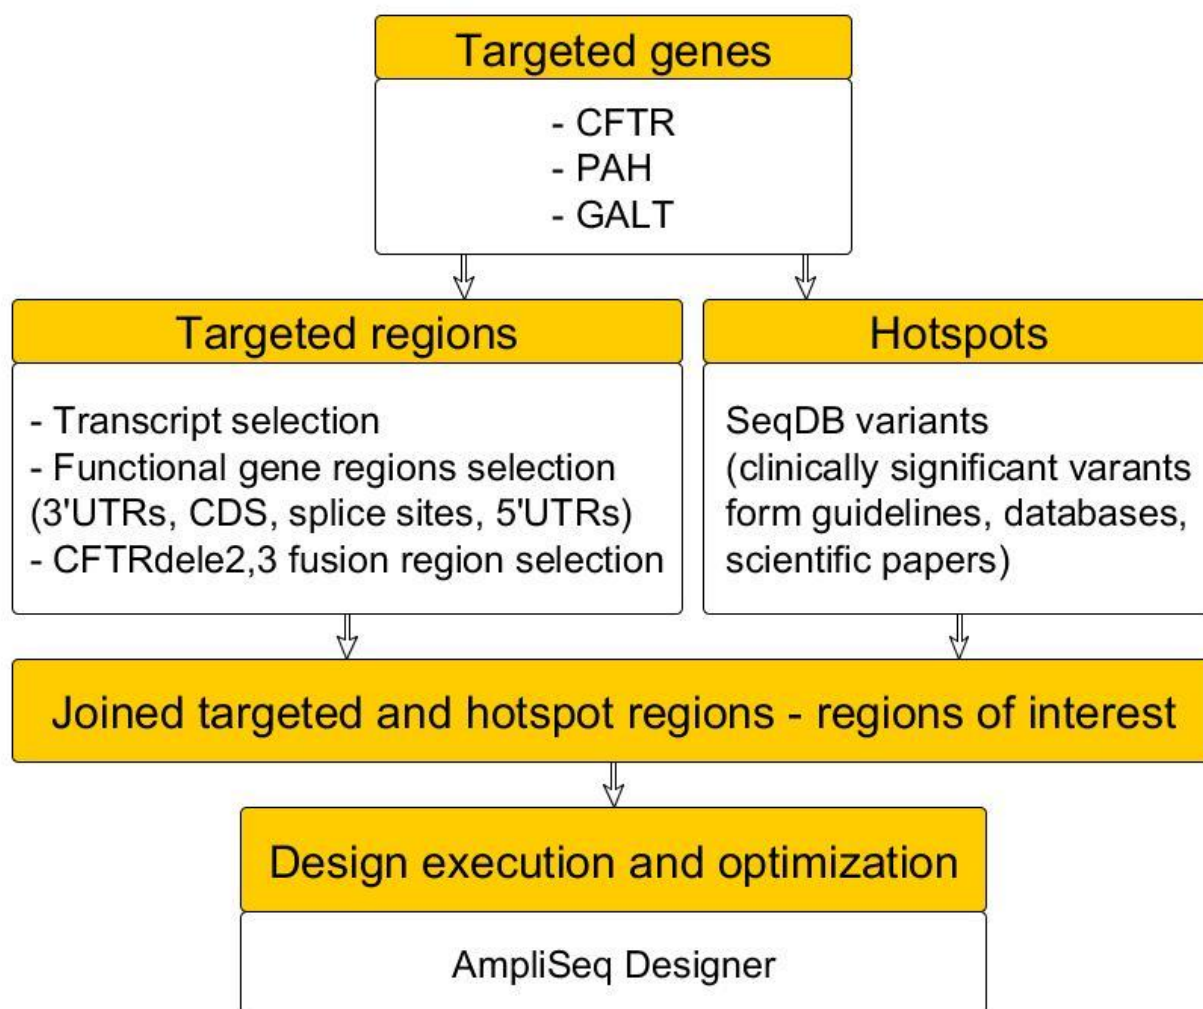 Targeted genes
- CFTR
- PAH
- GALT
Targeted regions
- Transcript selection
- Functional gene regions selection
(3'UTRs, CDS, splice sites, 5'UTRs)
- CFTRdele2,3 fusion region selection
Hotspots
SeqDB variants
(clinically significant varants
form guidelines, databases,
scientific papers)
Joined targeted and hotspot regions - regions of interest
Design execution and optimization
AmpliSeq Designer